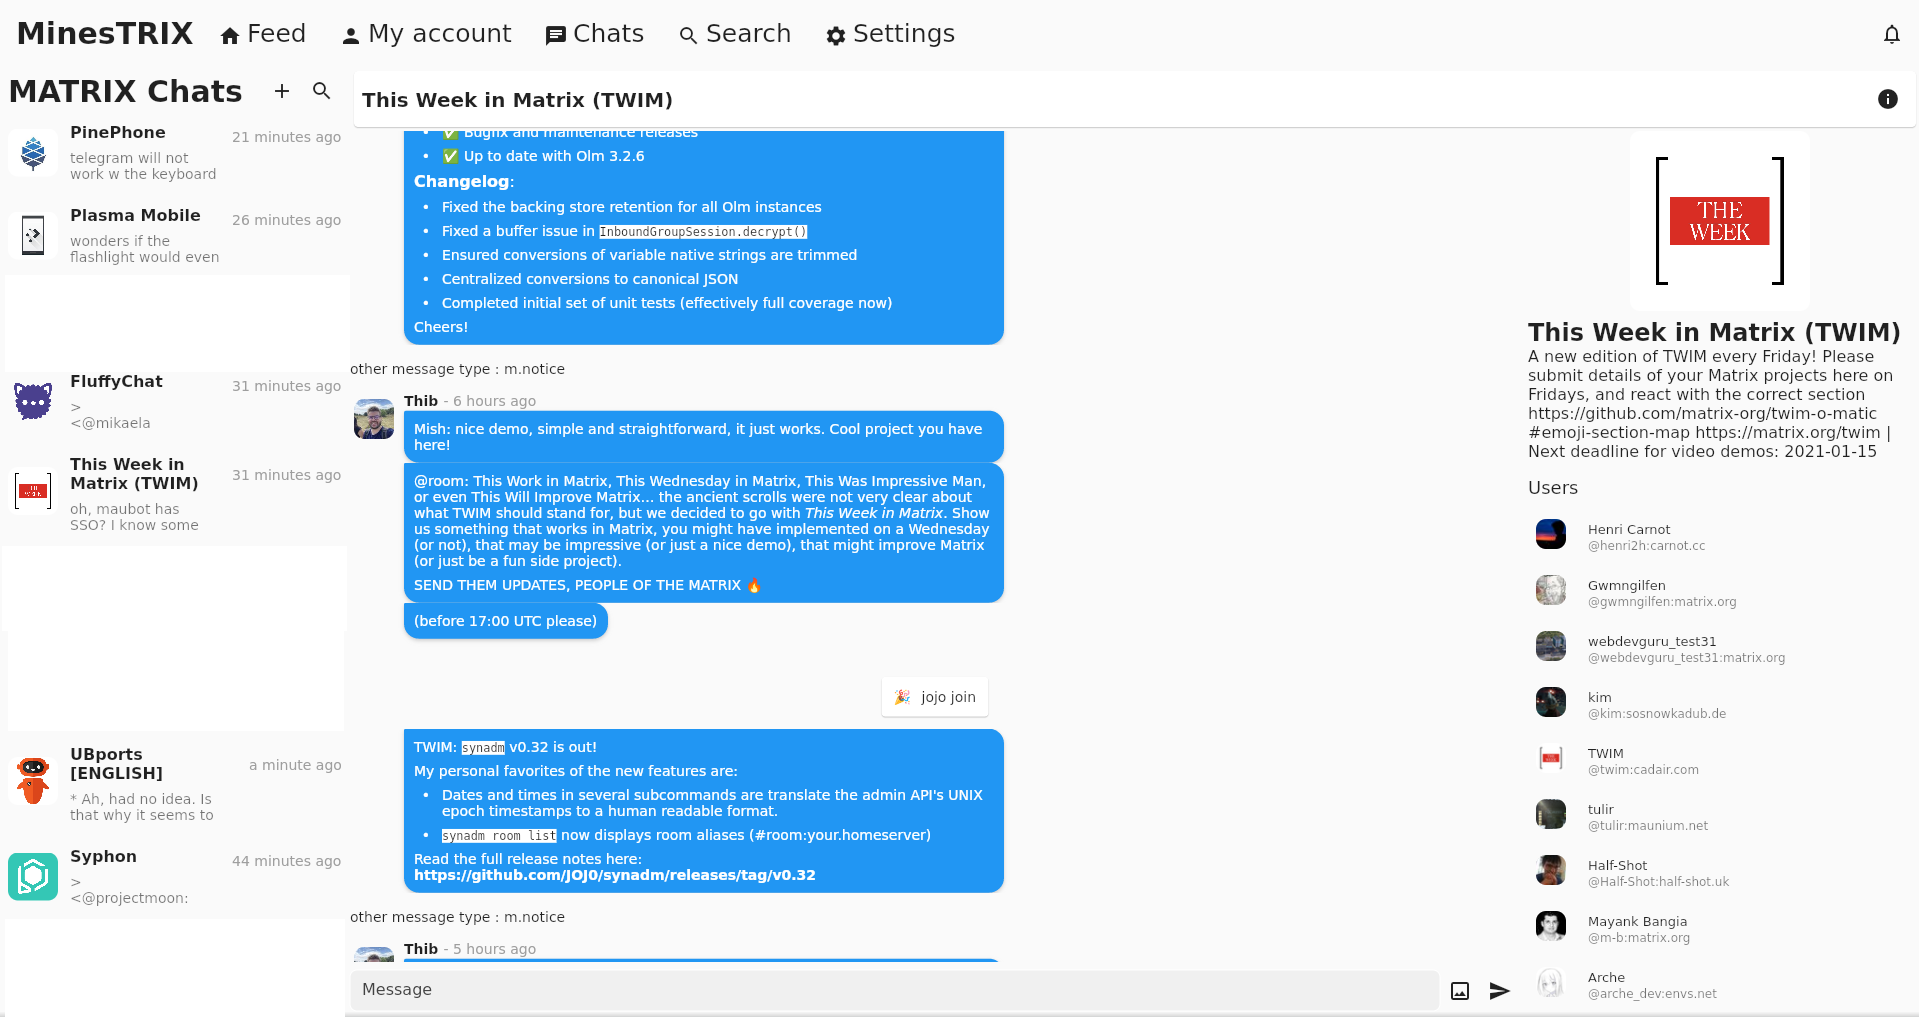 MinesTRIX
Feed
My account
Chats
Search
Settings
MATRIX Chats
PinePhone
21 minutes ago
telegram will not
work w the keyboard
Plasma Mobile
26 minutes ago
wonders if the
flashlight would even
FluffyChat
31 minutes ago
>
<@mikaela
This Week in
Matrix (TWIM)
31 minutes ago
oh, maubot has
SSO? I know some
UBports
[ENGLISH]
a minute ago
* Ah, had no idea. Is
that why it seems to
Syphon
44 minutes ago
>
<@projectmoon:
This Week in Matrix (TWIM)
• ✅ Bugfix and maintenance releases
• ✅ Up to date with Olm 3.2.6
Changelog:
• Fixed the backing store retention for all Olm instances
• Fixed a buffer issue in InboundGroupSession.decrypt()
• Ensured conversions of variable native strings are trimmed
• Centralized conversions to canonical JSON
• Completed initial set of unit tests (effectively full coverage now)
Cheers!
other message type : m.notice
Thib - 6 hours ago
Mish: nice demo, simple and straightforward, it just works. Cool project you have
here!
@room: This Work in Matrix, This Wednesday in Matrix, This Was Impressive Man,
or even This Will Improve Matrix… the ancient scrolls were not very clear about
what TWIM should stand for, but we decided to go with This Week in Matrix. Show
us something that works in Matrix, you might have implemented on a Wednesday
(or not), that may be impressive (or just a nice demo), that might improve Matrix
(or just be a fun side project).
SEND THEM UPDATES, PEOPLE OF THE MATRIX 🔥
(before 17:00 UTC please)
🎉 jojo join
TWIM: synadm v0.32 is out!
My personal favorites of the new features are:
• Dates and times in several subcommands are translate the admin API's UNIX
epoch timestamps to a human readable format.
• synadm room list now displays room aliases (#room:your.homeserver)
Read the full release notes here:
https://github.com/JOJ0/synadm/releases/tag/v0.32
other message type : m.notice
Thib - 5 hours ago
Message
THE
WEEK
This Week in Matrix (TWIM)
A new edition of TWIM every Friday! Please
submit details of your Matrix projects here on
Fridays, and react with the correct section
https://github.com/matrix-org/twim-o-matic
#emoji-section-map https://matrix.org/twim |
Next deadline for video demos: 2021-01-15
Users
Henri Carnot
@henri2h:carnot.cc
Gwmngilfen
@gwmngilfen:matrix.org
webdevguru_test31
@webdevguru_test31:matrix.org
kim
@kim:sosnowkadub.de
TWIM
@twim:cadair.com
tulir
@tulir:maunium.net
Half-Shot
@Half-Shot:half-shot.uk
Mayank Bangia
@m-b:matrix.org
Arche
@arche_dev:envs.net